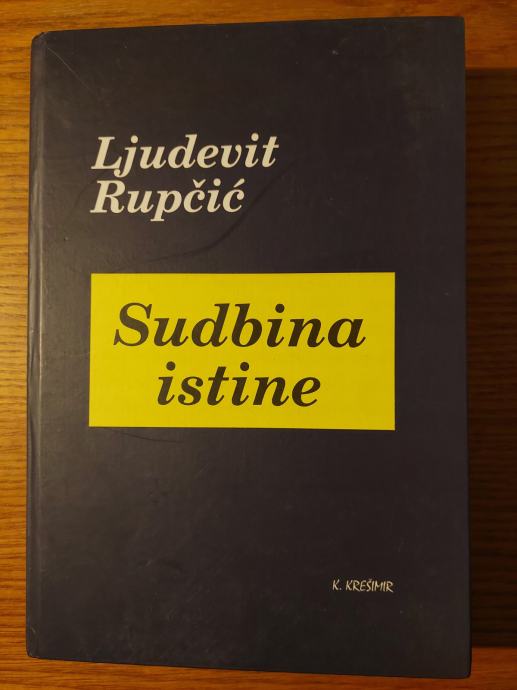 Ljudevit
Rupčić
Sudbina
istine
K. KREŠIMIR